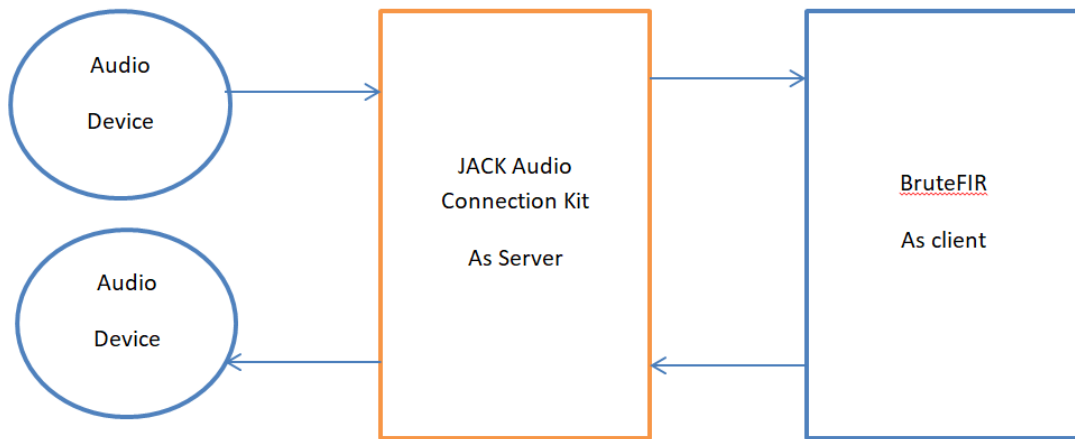 Audio
Device
JACK Audio
Connection Kit
As Server
BruteFIR
As client
Audio
Device